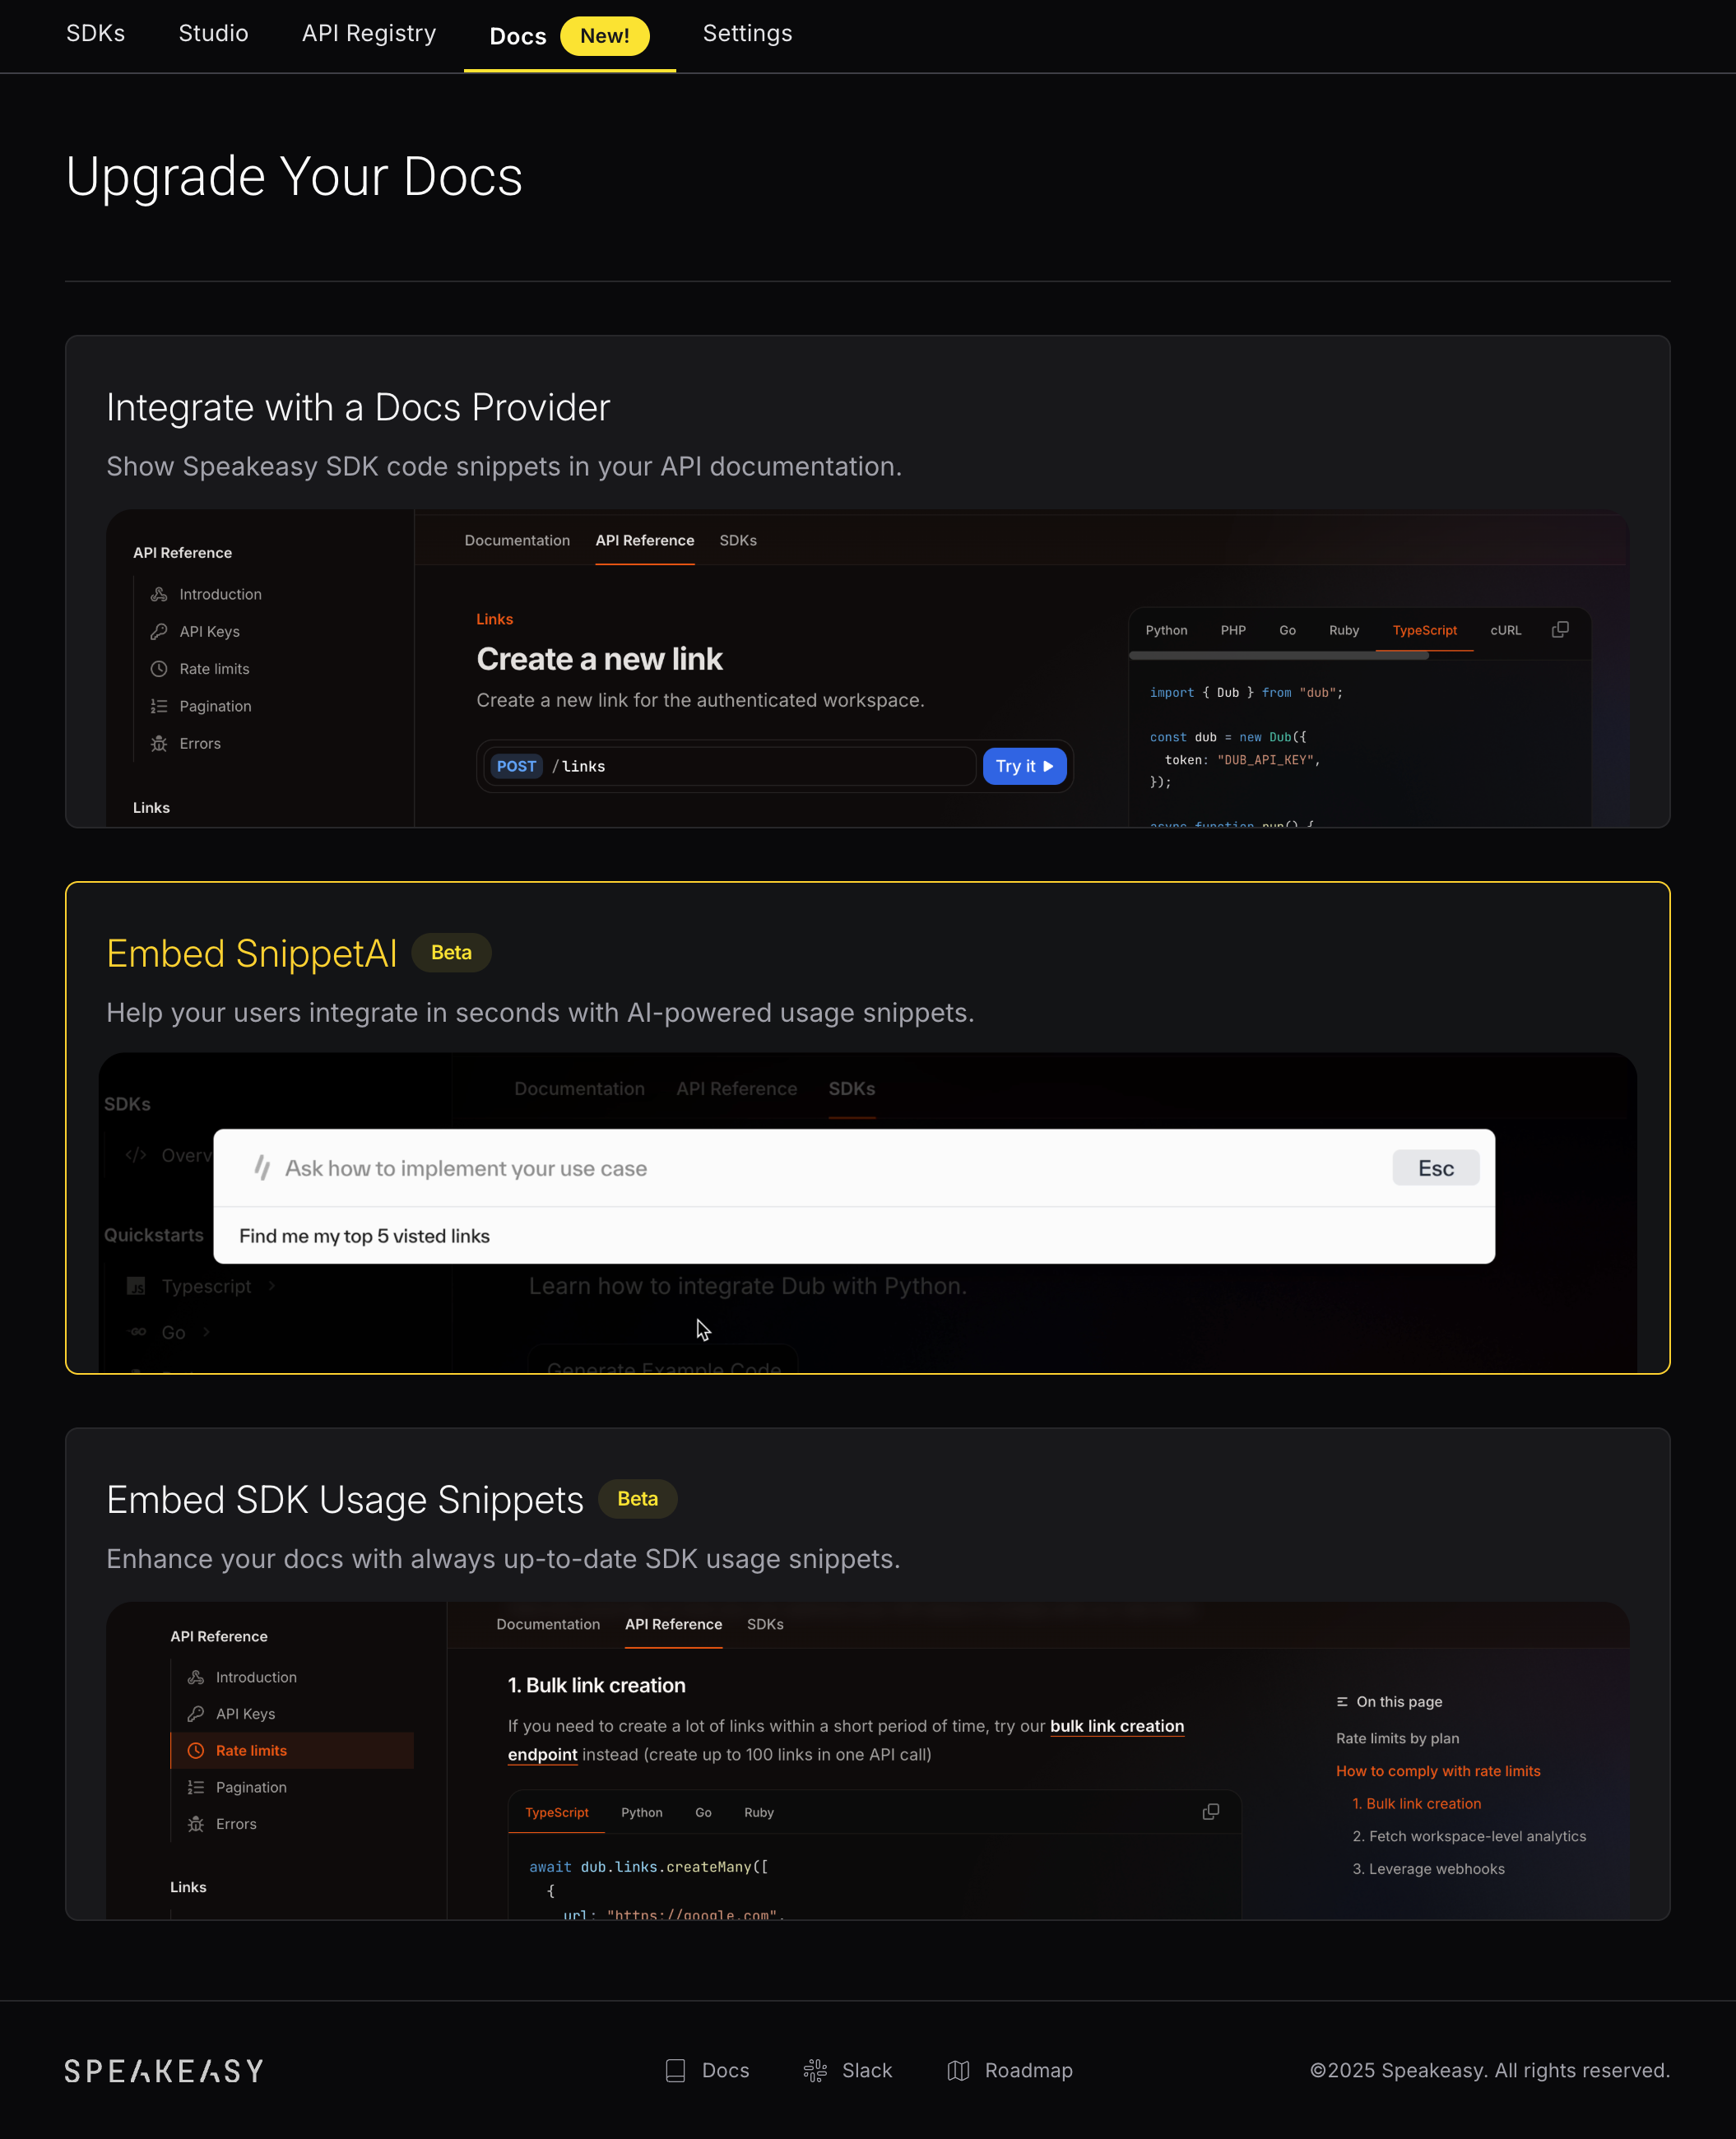 SDKs Studio API Registry Docs New! Settings
Upgrade Your Docs
Integrate with a Docs Provider
Show Speakeasy SDK code snippets in your API documentation.
API Reference
Introduction
API Keys
Rate limits
Pagination
Errors
Links
Documentation API Reference SDKs
Links
Create a new link
Create a new link for the authenticated workspace.
POST /links Try it
Python PHP Go Ruby TypeScript cURL
import { Dub } from "dub";
const dub = new Dub({
token: "DUB_API_KEY",
});
async function run() {
Embed SnippetAI Beta
Help your users integrate in seconds with AI-powered usage snippets.
Documentation API Reference SDKs
SDKs
</> Overv
Ask how to implement your use case Esc
Find me my top 5 visted links
Quickstarts
JS Typescript >
GO Go >
Learn how to integrate Dub with Python.
Generate Example Code
Embed SDK Usage Snippets Beta
Enhance your docs with always up-to-date SDK usage snippets.
API Reference
Introduction
API Keys
Rate limits
Pagination
Errors
Links
Documentation API Reference SDKs
1. Bulk link creation
If you need to create a lot of links within a short period of time, try our bulk link creation
endpoint instead (create up to 100 links in one API call)
TypeScript Python Go Ruby
await dub.links.createMany([
{
url: "https://google.com",
On this page
Rate limits by plan
How to comply with rate limits
1. Bulk link creation
2. Fetch workspace-level analytics
3. Leverage webhooks
SPEAKEASY
Docs Slack Roadmap
©2025 Speakeasy. All rights reserved.